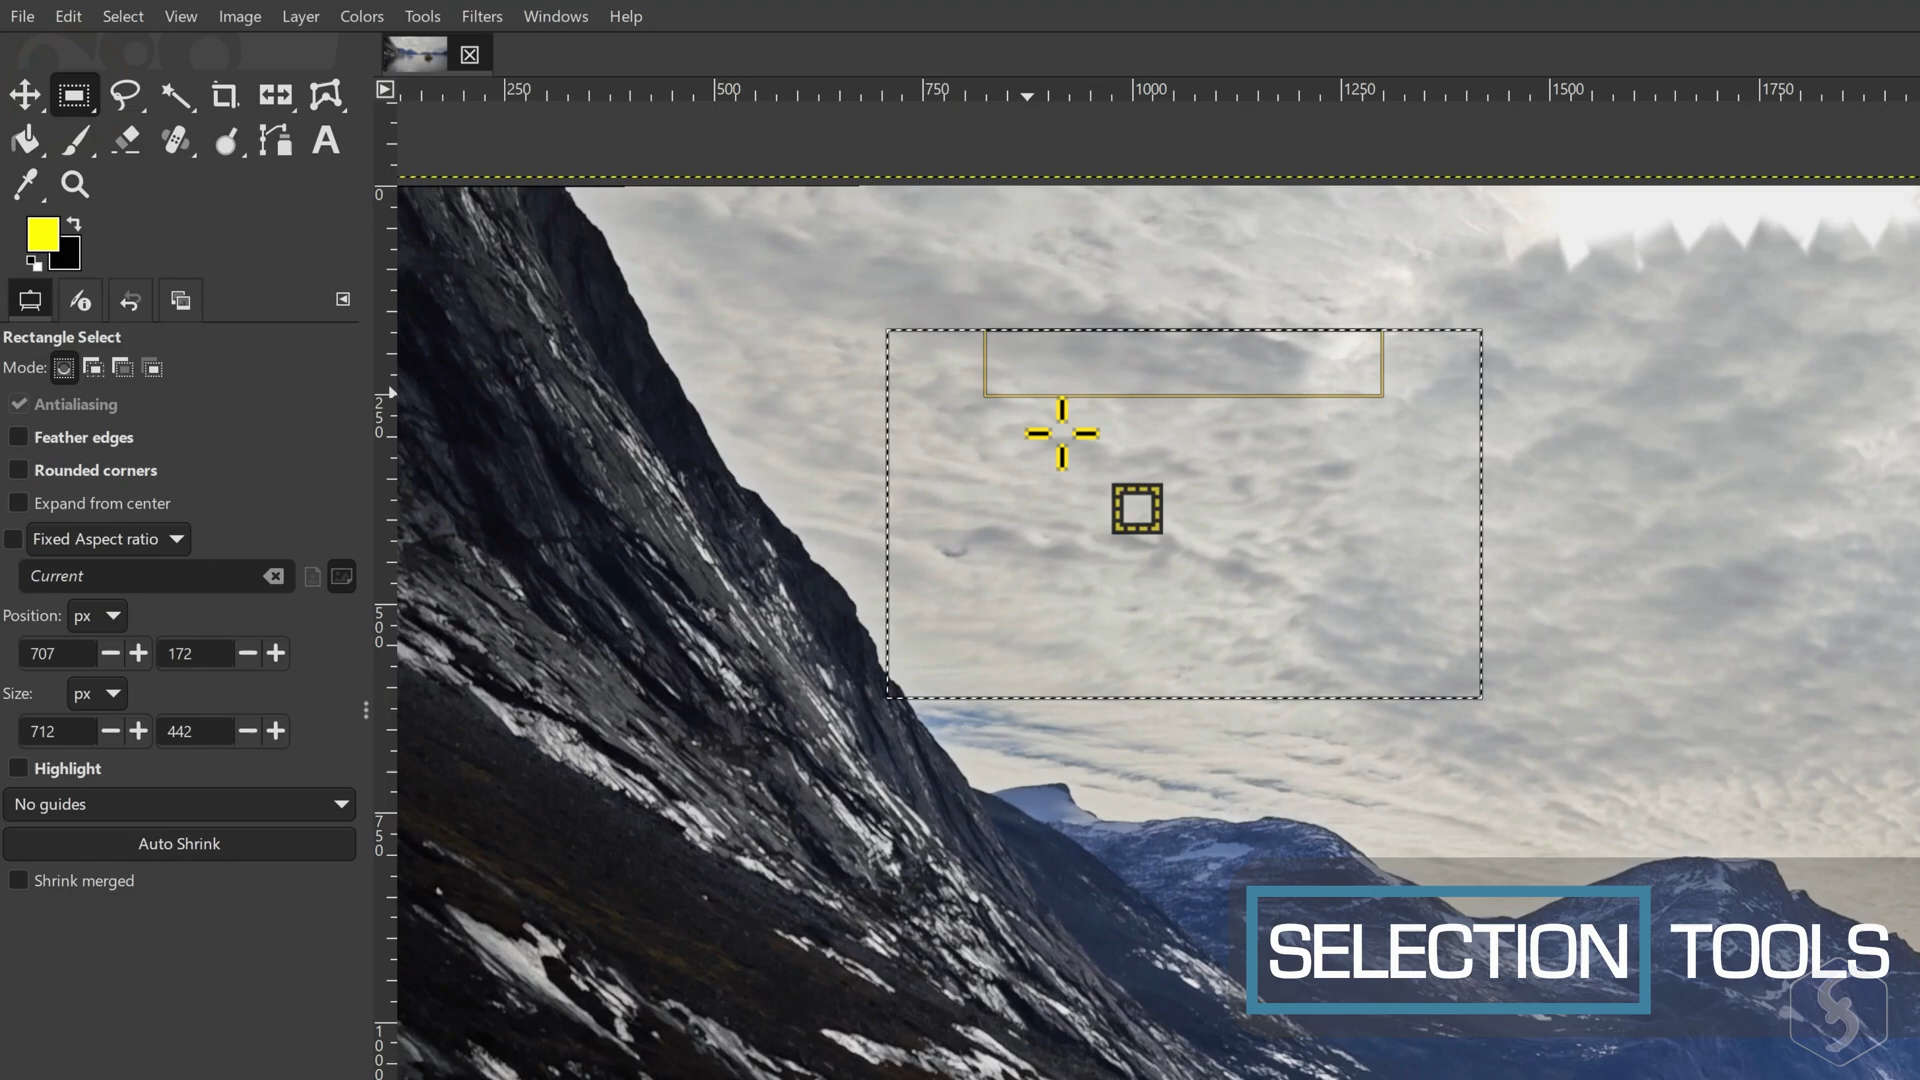 File Edit Select View Image Layer Colors Tools Filters Windows Help
250 500 750 1000 1250 1500 1750
A
0
250
500
750
1000
Rectangle Select
Mode:
Antialiasing
Feather edges
Rounded corners
Expand from center
Fixed Aspect ratio
Current
Position: px
707 172
Size: px
712 442
Highlight
No guides
Auto Shrink
Shrink merged
SELECTION TOOLS